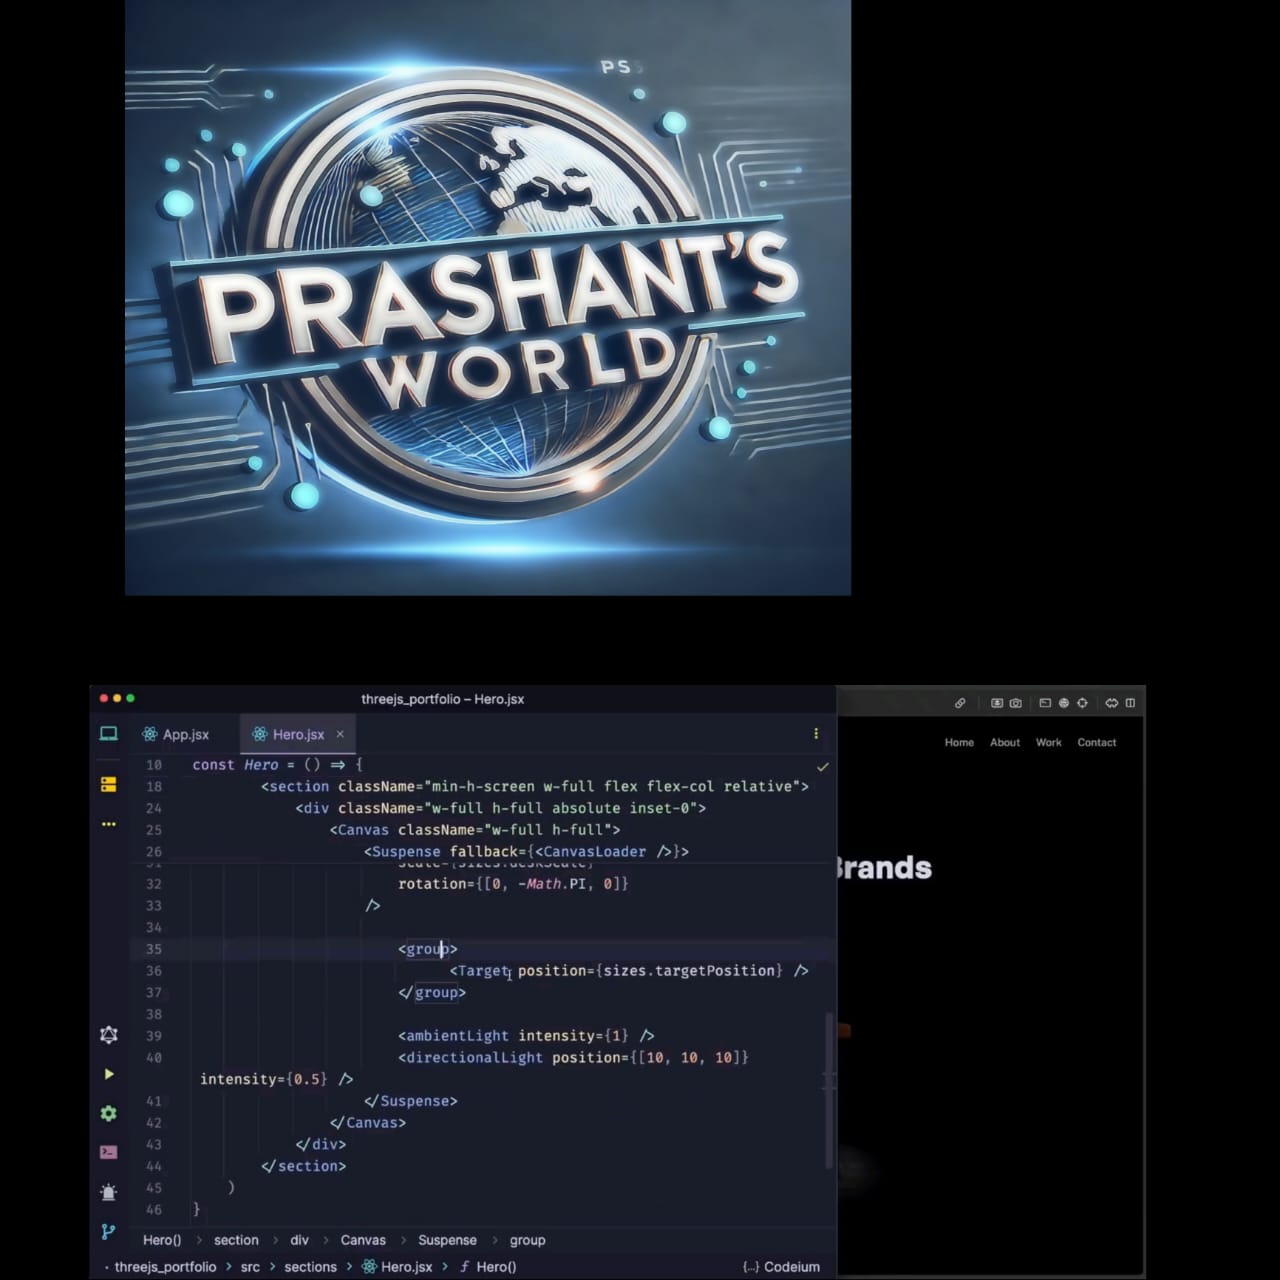 PS
PRASHANT'S
WORLD
threejs_portfolio – Hero.jsx
App.jsx
Hero.jsx ×
Home About Work Contact
10 const Hero = () => {
18 <section className="min-h-screen w-full flex flex-col relative">
24 <div className="w-full h-full absolute inset-0">
25 <Canvas className="w-full h-full">
26 <Suspense fallback={<CanvasLoader />}>
32 rotation={[0, -Math.PI, 0]}
33 />
34
35 <group>
36 <Target position={sizes.targetPosition} />
37 </group>
38
39 <ambientLight intensity={1} />
40 <directionalLight position={[10, 10, 10]}
intensity={0.5} />
41 </Suspense>
42 </Canvas>
43 </div>
44 </section>
45 )
46 }
Brands
Hero() > section > div > Canvas > Suspense > group
· threejs_portfolio > src > sections > Hero.jsx > ƒ Hero()
{...} Codeium